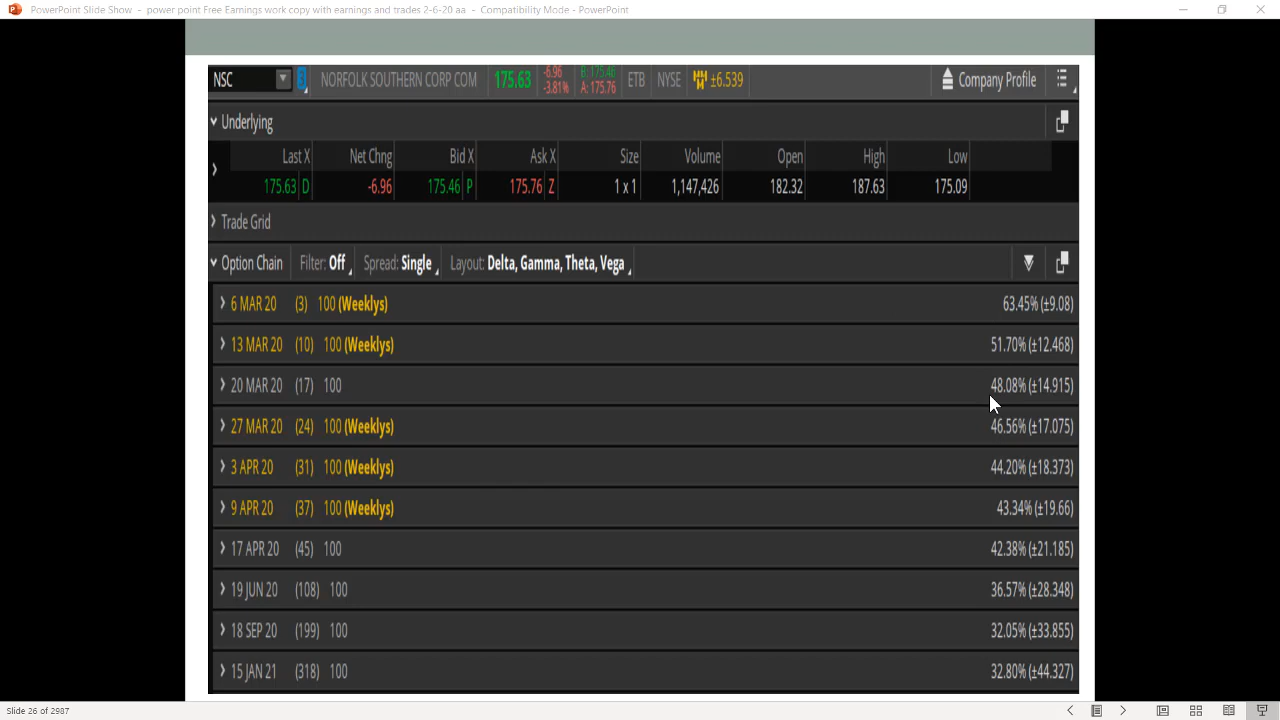 PowerPoint Slide Show – power point Free Earnings work copy with earnings and trades 2-6-20 aa – Compatibility Mode - PowerPoint
NSC NORFOLK SOUTHERN CORP COM 175.63 -6.96 -3.81% B: 175.46 A: 175.76 ETB NYSE ±6.539 Company Profile
Underlying
Last X Net Chng Bid X Ask X Size Volume Open High Low
175.63 D -6.96 175.46 P 175.76 Z 1 x 1 1,147,426 182.32 187.63 175.09
Trade Grid
Option Chain Filter: Off Spread: Single Layout: Delta, Gamma, Theta, Vega
6 MAR 20 (3) 100 (Weeklys) 63.45% (±9.08)
13 MAR 20 (10) 100 (Weeklys) 51.70% (±12.468)
20 MAR 20 (17) 100 48.08% (±14.915)
27 MAR 20 (24) 100 (Weeklys) 46.56% (±17.075)
3 APR 20 (31) 100 (Weeklys) 44.20% (±18.373)
9 APR 20 (37) 100 (Weeklys) 43.34% (±19.66)
17 APR 20 (45) 100 42.38% (±21.185)
19 JUN 20 (108) 100 36.57% (±28.348)
18 SEP 20 (199) 100 32.05% (±33.855)
15 JAN 21 (318) 100 32.80% (±44.327)
Slide 26 of 2987